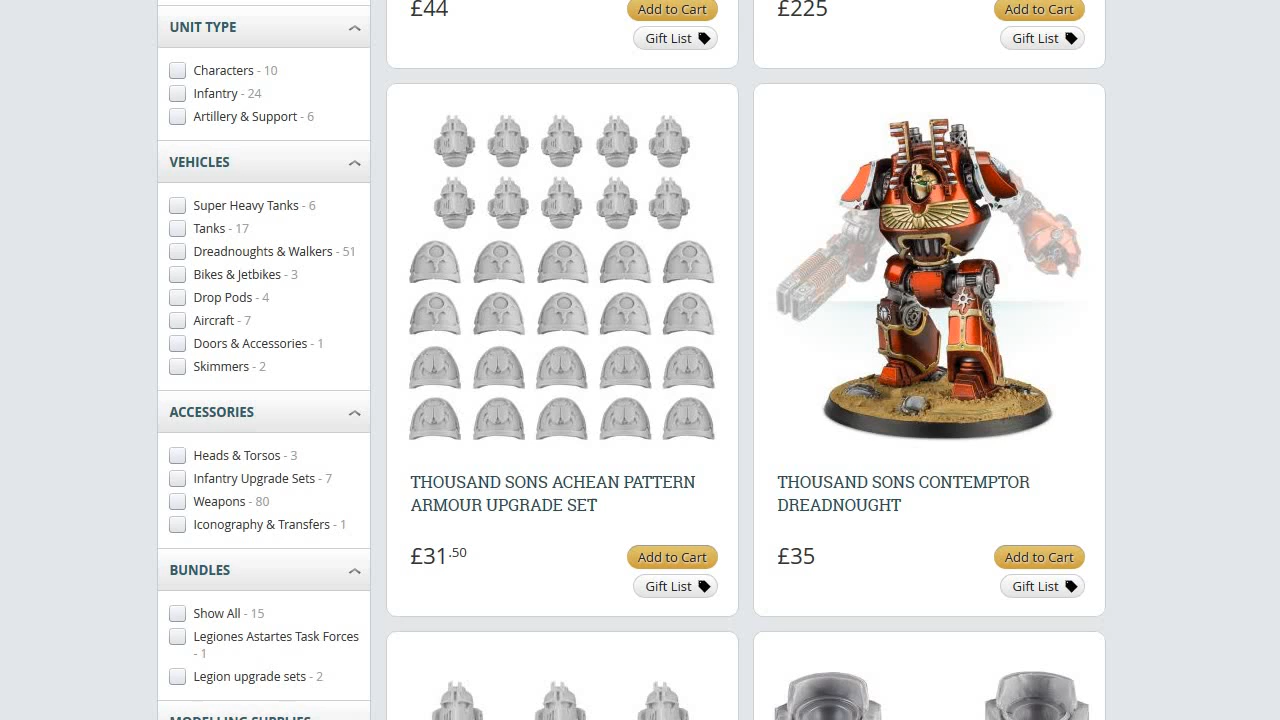 UNIT TYPE
Characters - 10
Infantry - 24
Artillery & Support - 6
VEHICLES
Super Heavy Tanks - 6
Tanks - 17
Dreadnoughts & Walkers - 51
Bikes & Jetbikes - 3
Drop Pods - 4
Aircraft - 7
Doors & Accessories - 1
Skimmers - 2
ACCESSORIES
Heads & Torsos - 3
Infantry Upgrade Sets - 7
Weapons - 80
Iconography & Transfers - 1
BUNDLES
Show All - 15
Legiones Astartes Task Forces
- 1
Legion upgrade sets - 2
MODELLING SUPPLIES
£44
Add to Cart
Gift List
£225
Add to Cart
Gift List
THOUSAND SONS ACHEAN PATTERN
ARMOUR UPGRADE SET
£31.50
Add to Cart
Gift List
THOUSAND SONS CONTEMPTOR
DREADNOUGHT
£35
Add to Cart
Gift List